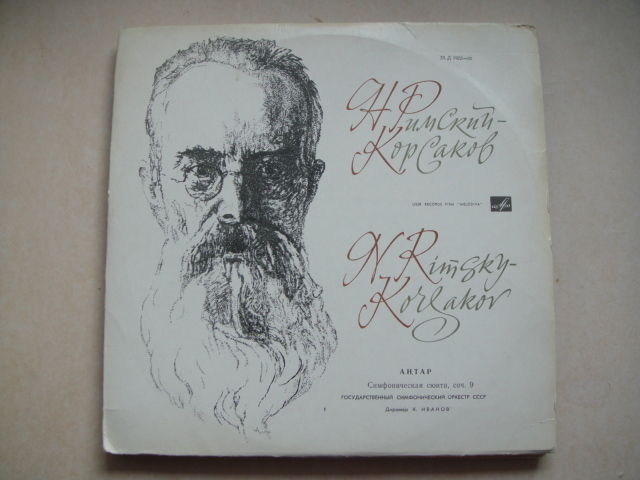 Н. Римский-
Корсаков
USSR RECORDS FIRM "MELODIYA"
N. Rimsky-
Korsakov
АНТАР
Симфоническая сюита, соч. 9
ГОСУДАРСТВЕННЫЙ СИМФОНИЧЕСКИЙ ОРКЕСТР СССР
Дирижер К. ИВАНОВ